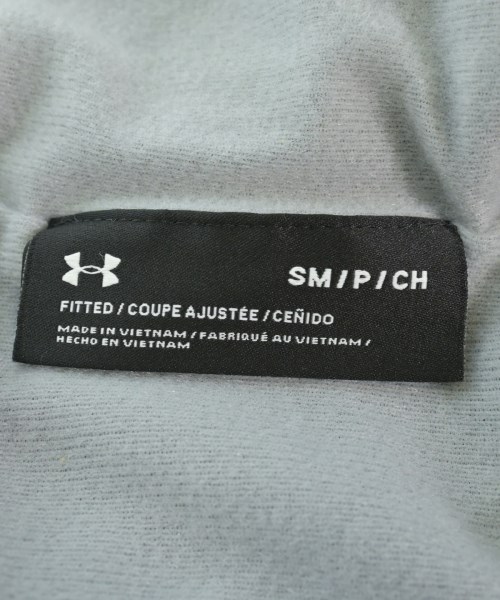 SM/P/CH
FITTED / COUPE AJUSTÉE / CEÑIDO
MADE IN VIETNAM / FABRIQUÉ AU VIETNAM /
HECHO EN VIETNAM